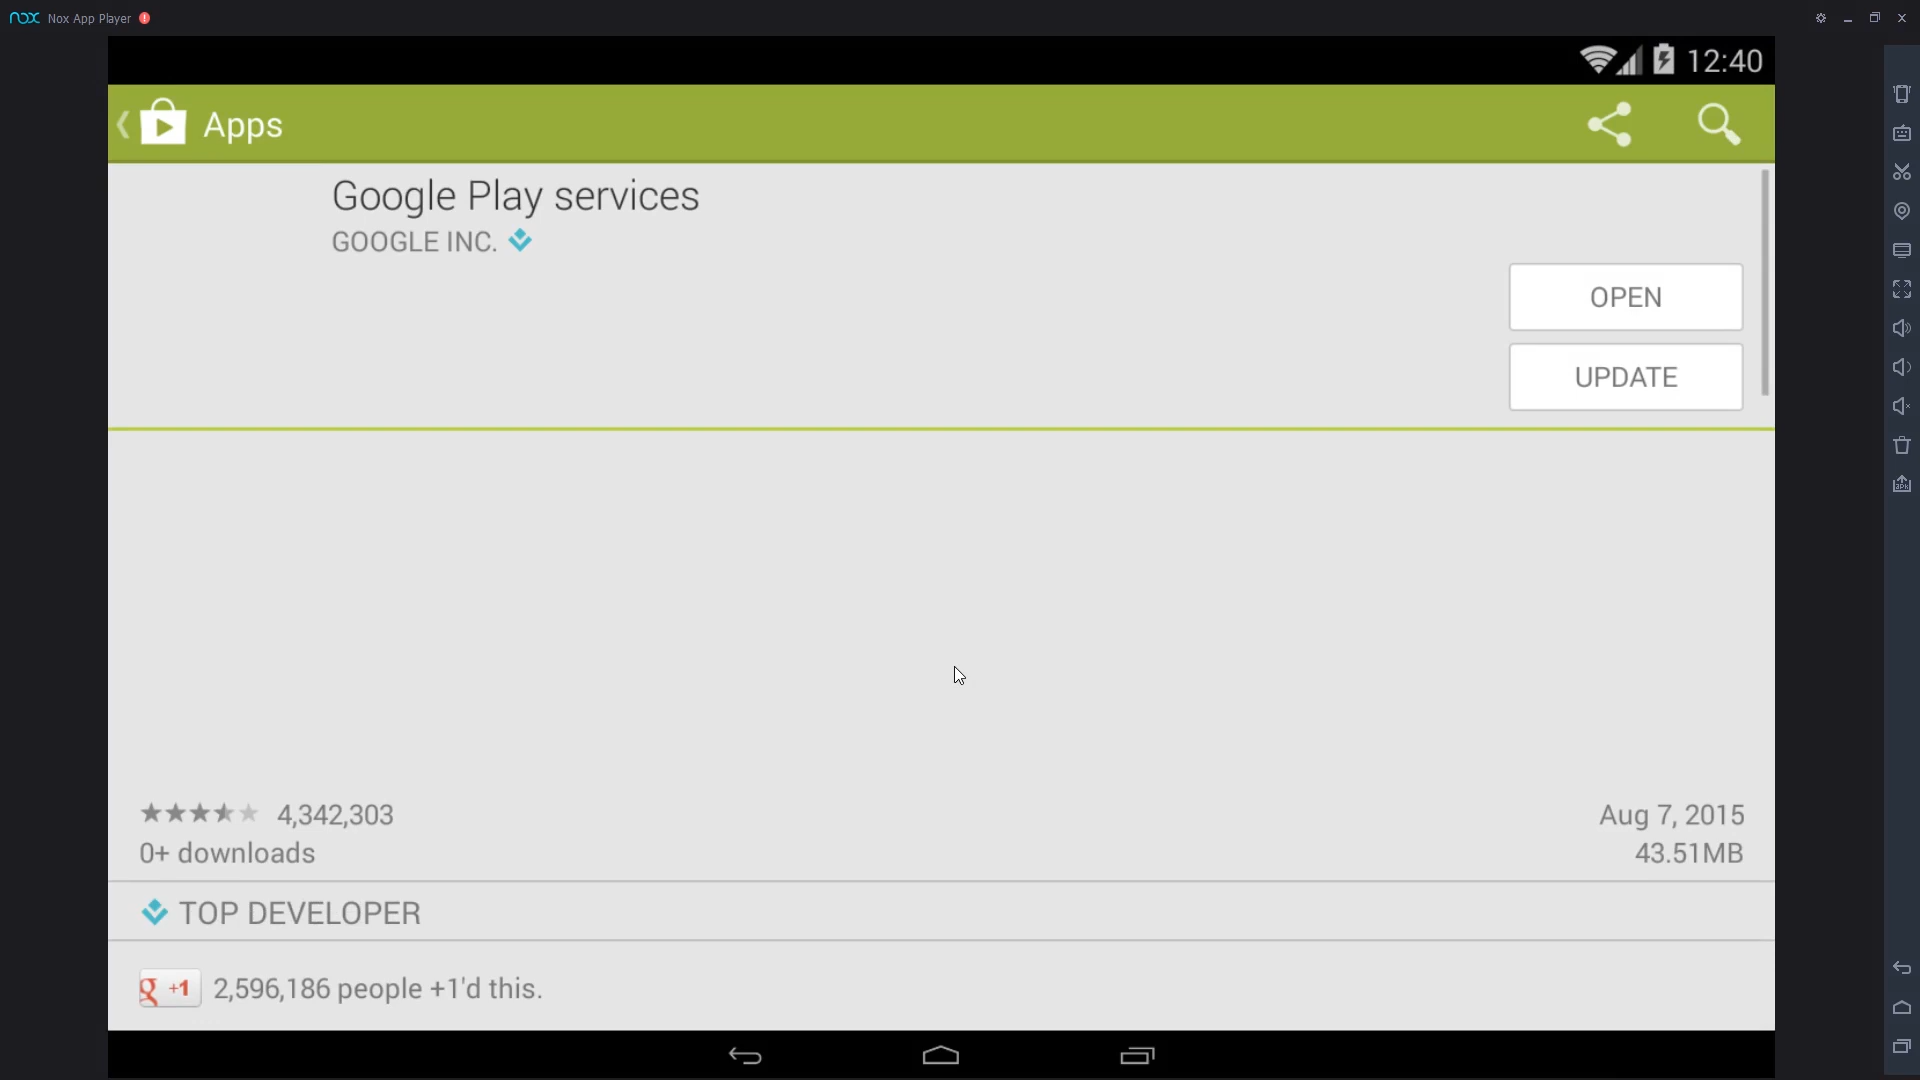 nox Nox App Player
12:40
Apps
Google Play services
GOOGLE INC.
OPEN
UPDATE
4,342,303
Aug 7, 2015
0+ downloads
43.51MB
TOP DEVELOPER
g +1 2,596,186 people +1'd this.